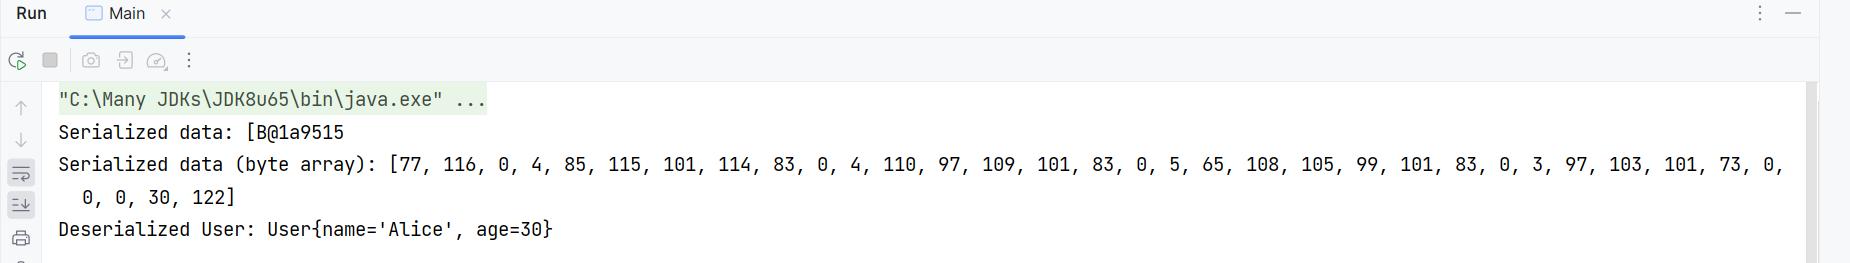 Run Main
"C:\Many JDKs\JDK8u65\bin\java.exe" ...
Serialized data: [B@1a9515
Serialized data (byte array): [77, 116, 0, 4, 85, 115, 101, 114, 83, 0, 4, 110, 97, 109, 101, 83, 0, 5, 65, 108, 105, 99, 101, 83, 0, 3, 97, 103, 101, 73, 0,
0, 0, 30, 122]
Deserialized User: User{name='Alice', age=30}